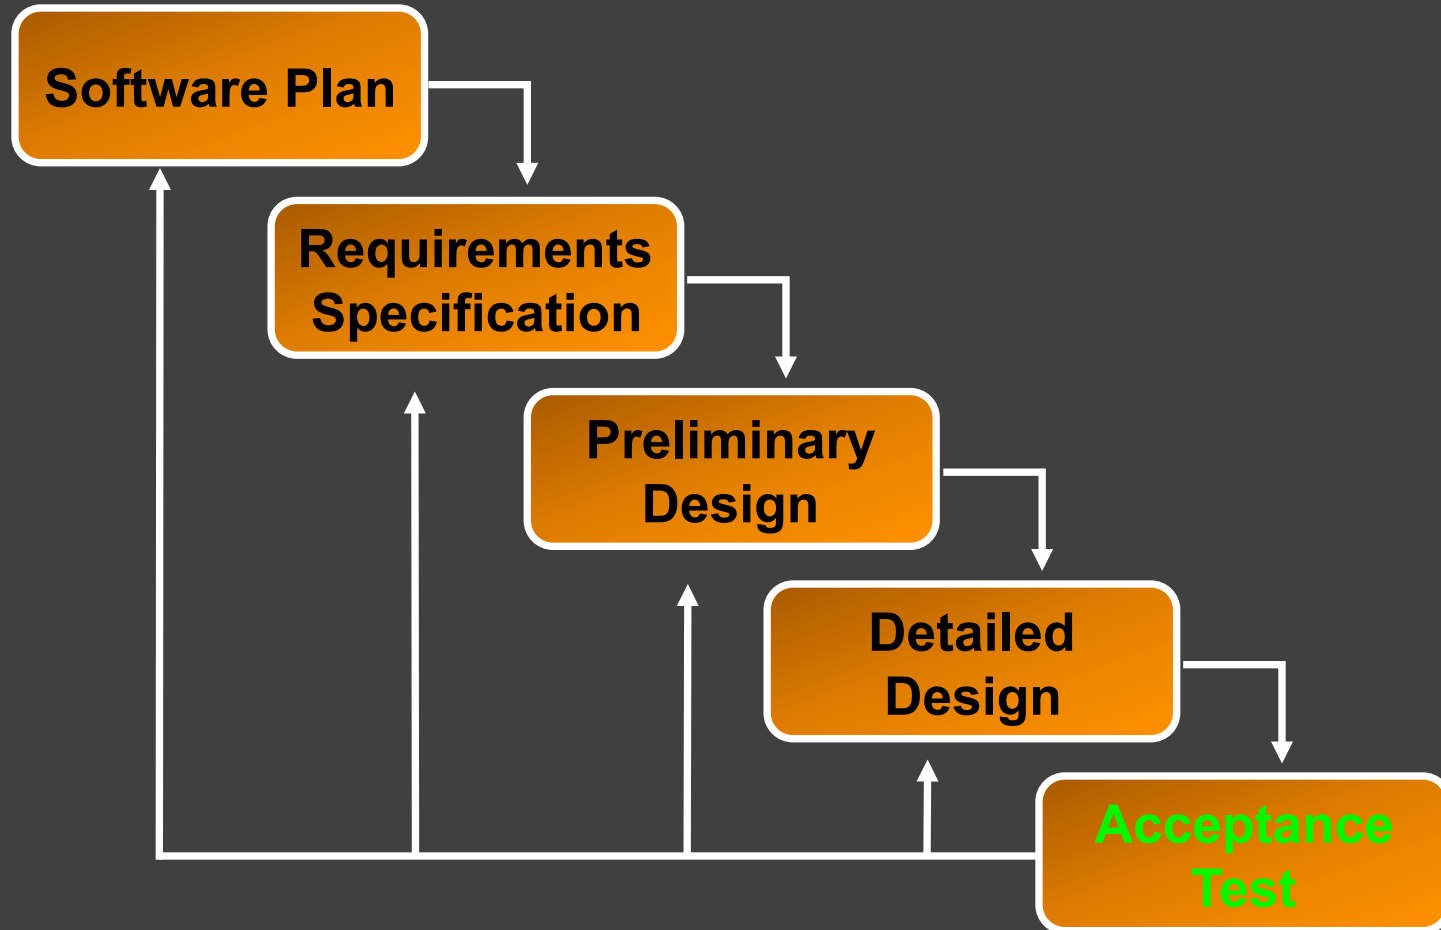 Software Plan
Requirements
Specification
Preliminary
Design
Detailed
Design
Acceptance
Test